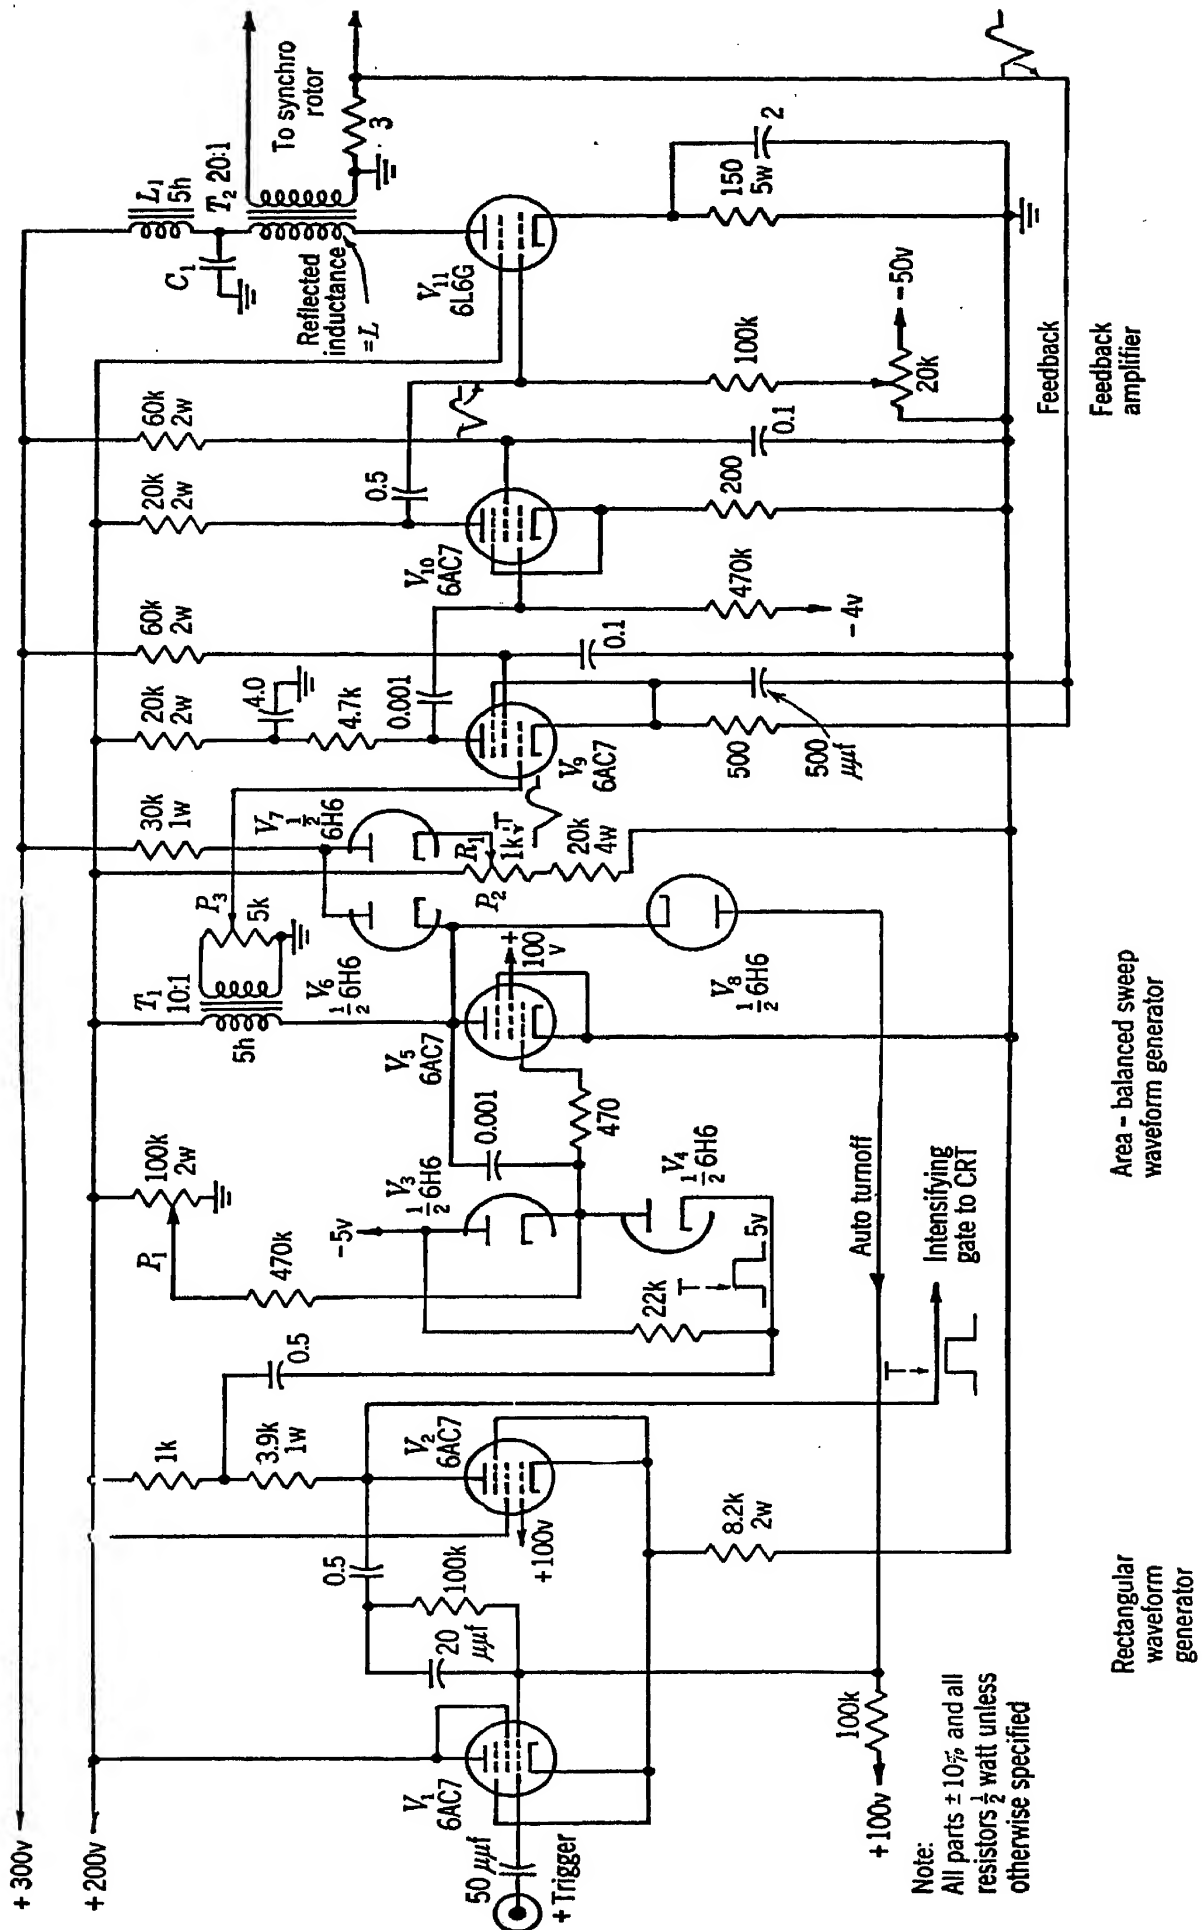 + 300v
+ 200v
50 μμf
+ Trigger
V1
6AC7
20
μμf
100k
0.5
+100v
V2
6AC7
3.9k
1w
1k
0.5
8.2k
2w
100k
+100v
Note:
All parts ±10% and all
resistors 1/2 watt unless
otherwise specified
Rectangular
waveform
generator
P1
100k
2w
470k
-5v
22k
T
5v
V3
1/2 6H6
V4
1/2 6H6
0.001
470
T
Intensifying
gate to CRT
Auto turnoff
T1
10:1
5h
P3
5k
V5
6AC7
+
100
v
V6
1/2 6H6
V7
1/2
6H6
30k
1w
R1
1k
P2
T
20k
4w
V8
1/2 6H6
Area - balanced sweep
waveform generator
20k
2w
4.0
4.7k
0.001
60k
2w
V9
6AC7
0.1
500
500
μμf
470k
-4v
20k
2w
60k
2w
0.5
V10
6AC7
200
0.1
100k
20k
-50v
Feedback
Feedback
amplifier
L1
5h
C1
T2 20:1
Reflected
inductance
=L
V11
6L6G
150
5w
2
To synchro
rotor
3